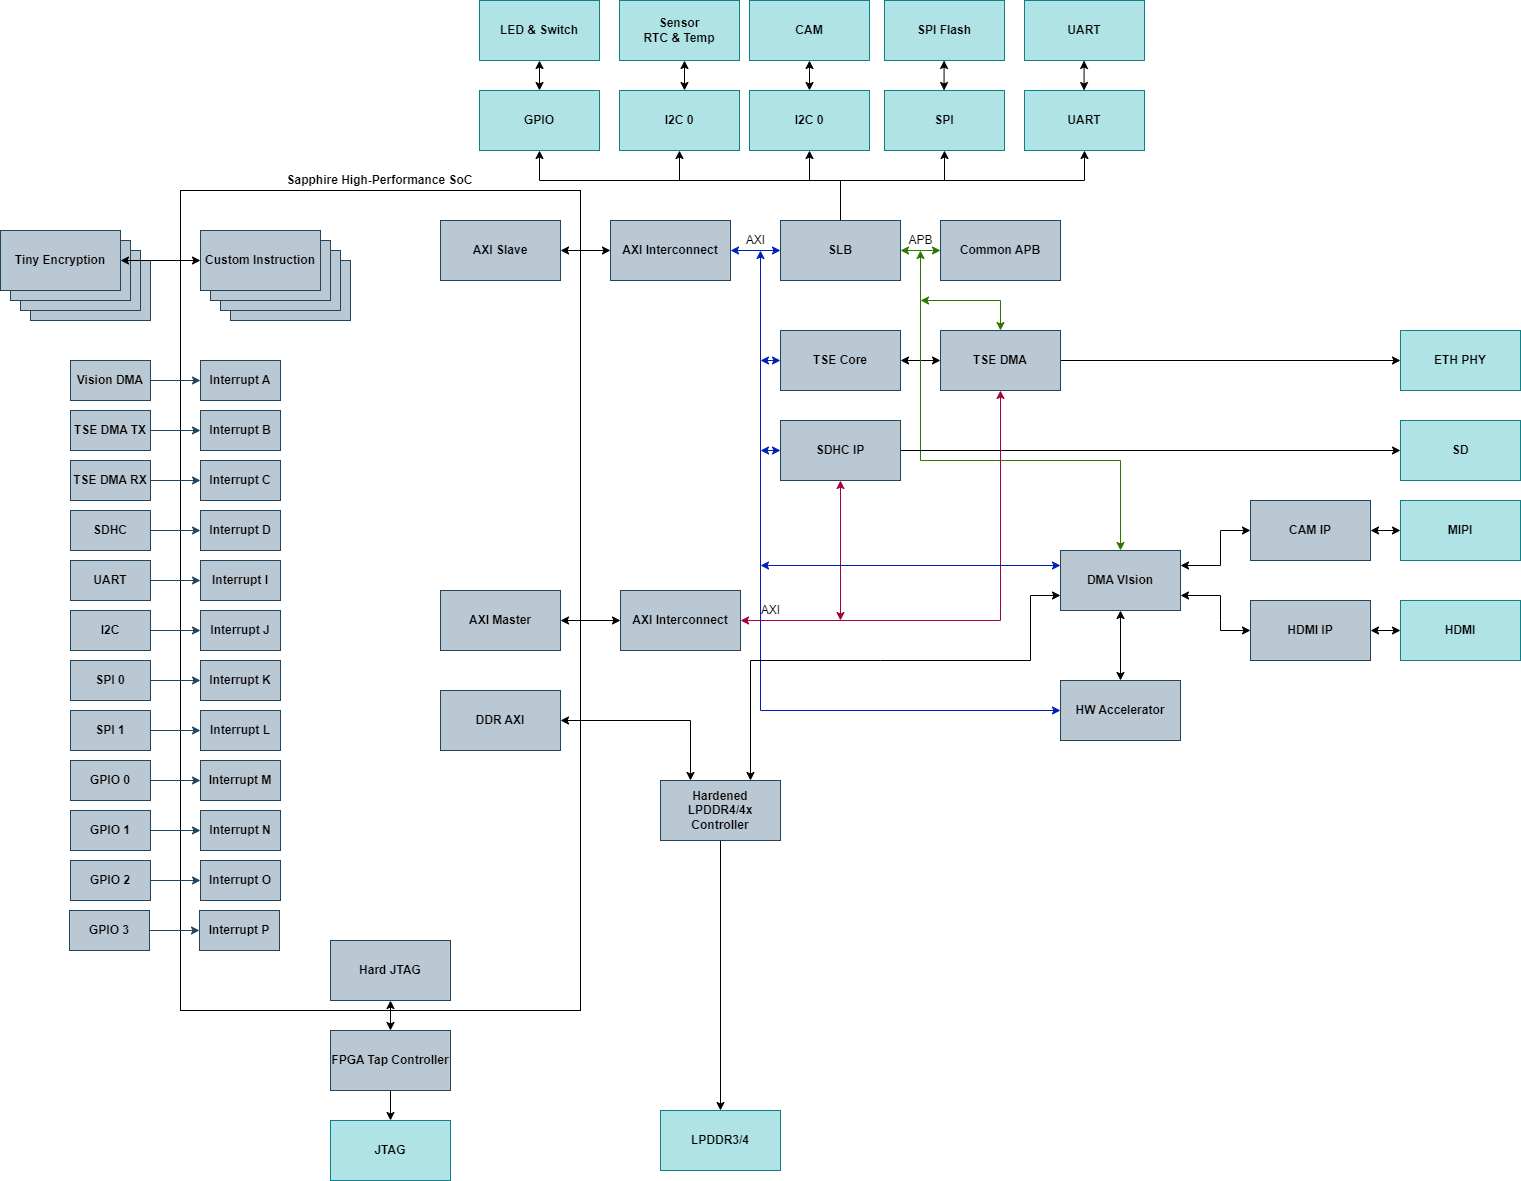 LED & Switch
Sensor
RTC & Temp
CAM
SPI Flash
UART
GPIO
I2C 0
I2C 0
SPI
UART
Sapphire High-Performance SoC
Tiny Encryption
Custom Instruction
AXI Slave
AXI Interconnect
AXI
SLB
APB
Common APB
TSE Core
TSE DMA
ETH PHY
Vision DMA
Interrupt A
TSE DMA TX
Interrupt B
SDHC IP
SD
TSE DMA RX
Interrupt C
SDHC
Interrupt D
CAM IP
MIPI
UART
Interrupt I
DMA VIsion
I2C
Interrupt J
AXI Master
AXI Interconnect
AXI
HDMI IP
HDMI
SPI 0
Interrupt K
SPI 1
Interrupt L
DDR AXI
HW Accelerator
GPIO 0
Interrupt M
Hardened
LPDDR4/4x
Controller
GPIO 1
Interrupt N
GPIO 2
Interrupt O
GPIO 3
Interrupt P
Hard JTAG
FPGA Tap Controller
JTAG
LPDDR3/4